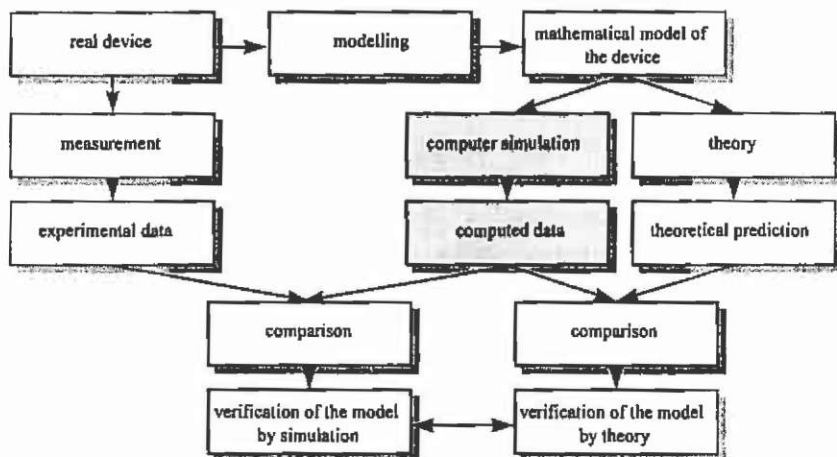 real device
modelling
mathematical model of
the device
measurement
computer simulation
theory
experimental data
computed data
theoretical prediction
comparison
comparison
verification of the model
by simulation
verification of the model
by theory